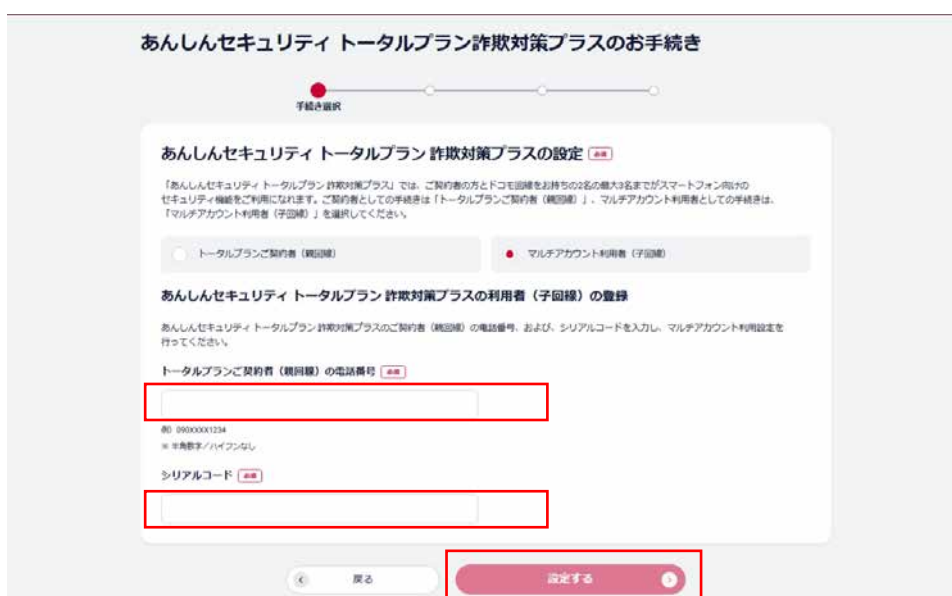 あんしんセキュリティ トータルプラン詐欺対策プラスのお手続き
手続き選択
あんしんセキュリティ トータルプラン 詐欺対策プラスの設定 必須
「あんしんセキュリティ トータルプラン 詐欺対策プラス」では、ご契約者の方とドコモ回線をお持ちの2名の最大3名までがスマートフォン向けの
セキュリティ機能をご利用になれます。ご契約者としての手続きは「トータルプランご契約者（親回線）」、マルチアカウント利用者としての手続きは、
「マルチアカウント利用者（子回線）」を選択してください。
トータルプランご契約者（親回線）
マルチアカウント利用者（子回線）
あんしんセキュリティ トータルプラン 詐欺対策プラスの利用者（子回線）の登録
あんしんセキュリティ トータルプラン 詐欺対策プラスのご契約者（親回線）の電話番号、および、シリアルコードを入力し、マルチアカウント利用設定を
行ってください。
トータルプランご契約者（親回線）の電話番号 必須
例）090XXXX1234
※ 半角数字／ハイフンなし
シリアルコード 必須
戻る
設定する